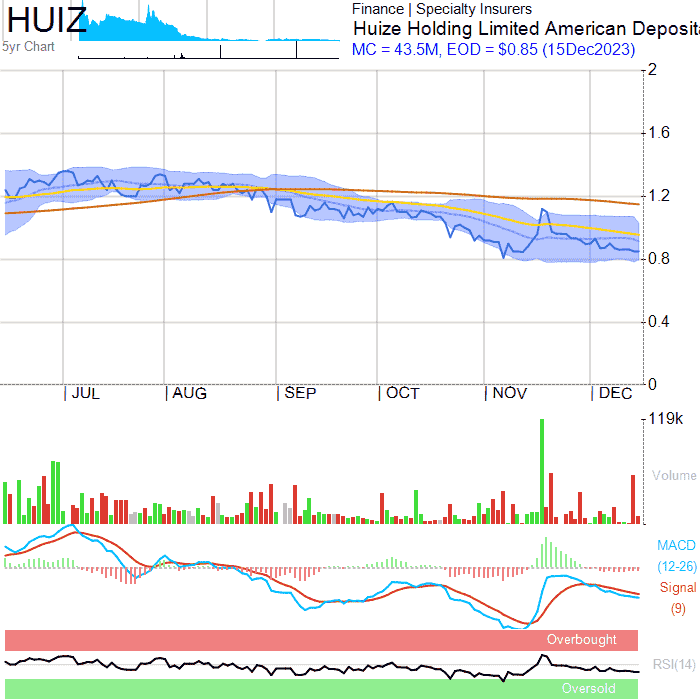 HUIZ
5yr Chart
Finance | Specialty Insurers
Huize Holding Limited American Deposita
MC = 43.5M, EOD = $0.85 (15Dec2023)
2
1.6
1.2
0.8
0.4
0
JUL
AUG
SEP
OCT
NOV
DEC
119k
Volume
MACD
(12-26)
Signal
(9)
Overbought
RSI(14)
Oversold